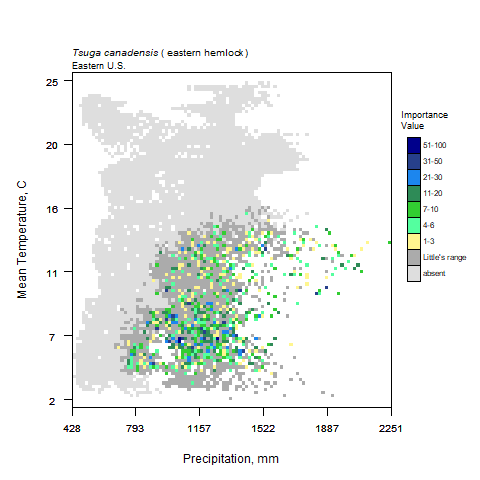 Tsuga canadensis ( eastern hemlock )
Eastern U.S.
25
20
16
11
7
2
Mean Temperature, C
428 793 1157 1522 1887 2251
Precipitation, mm
Importance
Value
51-100
31-50
21-30
11-20
7-10
4-6
1-3
Little's range
absent